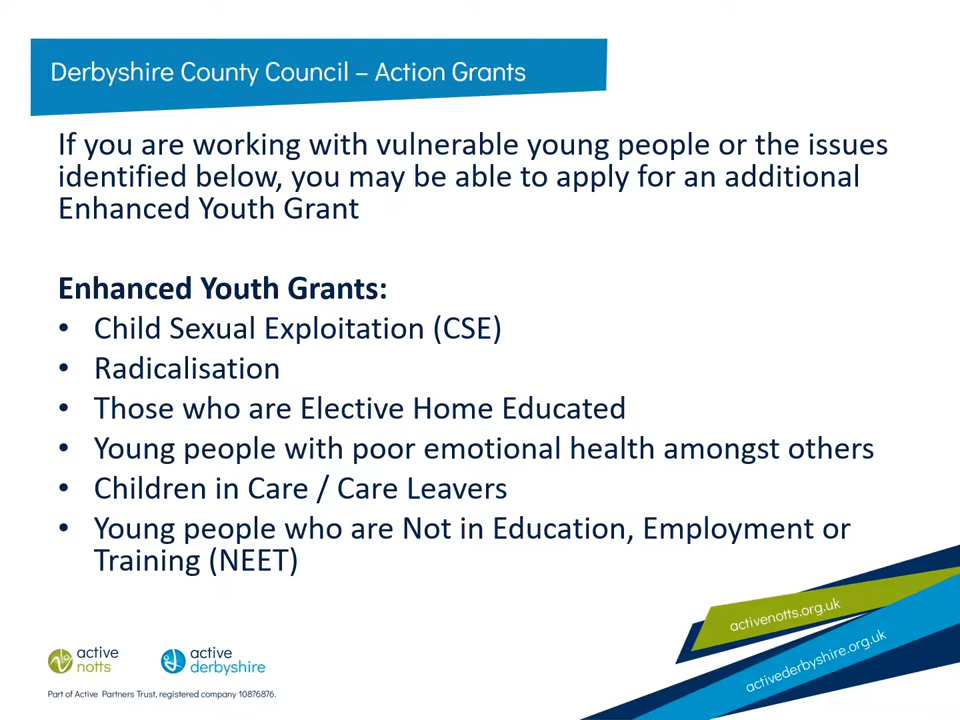 Derbyshire County Council – Action Grants
If you are working with vulnerable young people or the issues
identified below, you may be able to apply for an additional
Enhanced Youth Grant
Enhanced Youth Grants:
• Child Sexual Exploitation (CSE)
• Radicalisation
• Those who are Elective Home Educated
• Young people with poor emotional health amongst others
• Children in Care / Care Leavers
• Young people who are Not in Education, Employment or
Training (NEET)
activenotts.org.uk
activederbyshire.org.uk
active
notts
active
derbyshire
Part of Active Partners Trust, registered company 10876876.